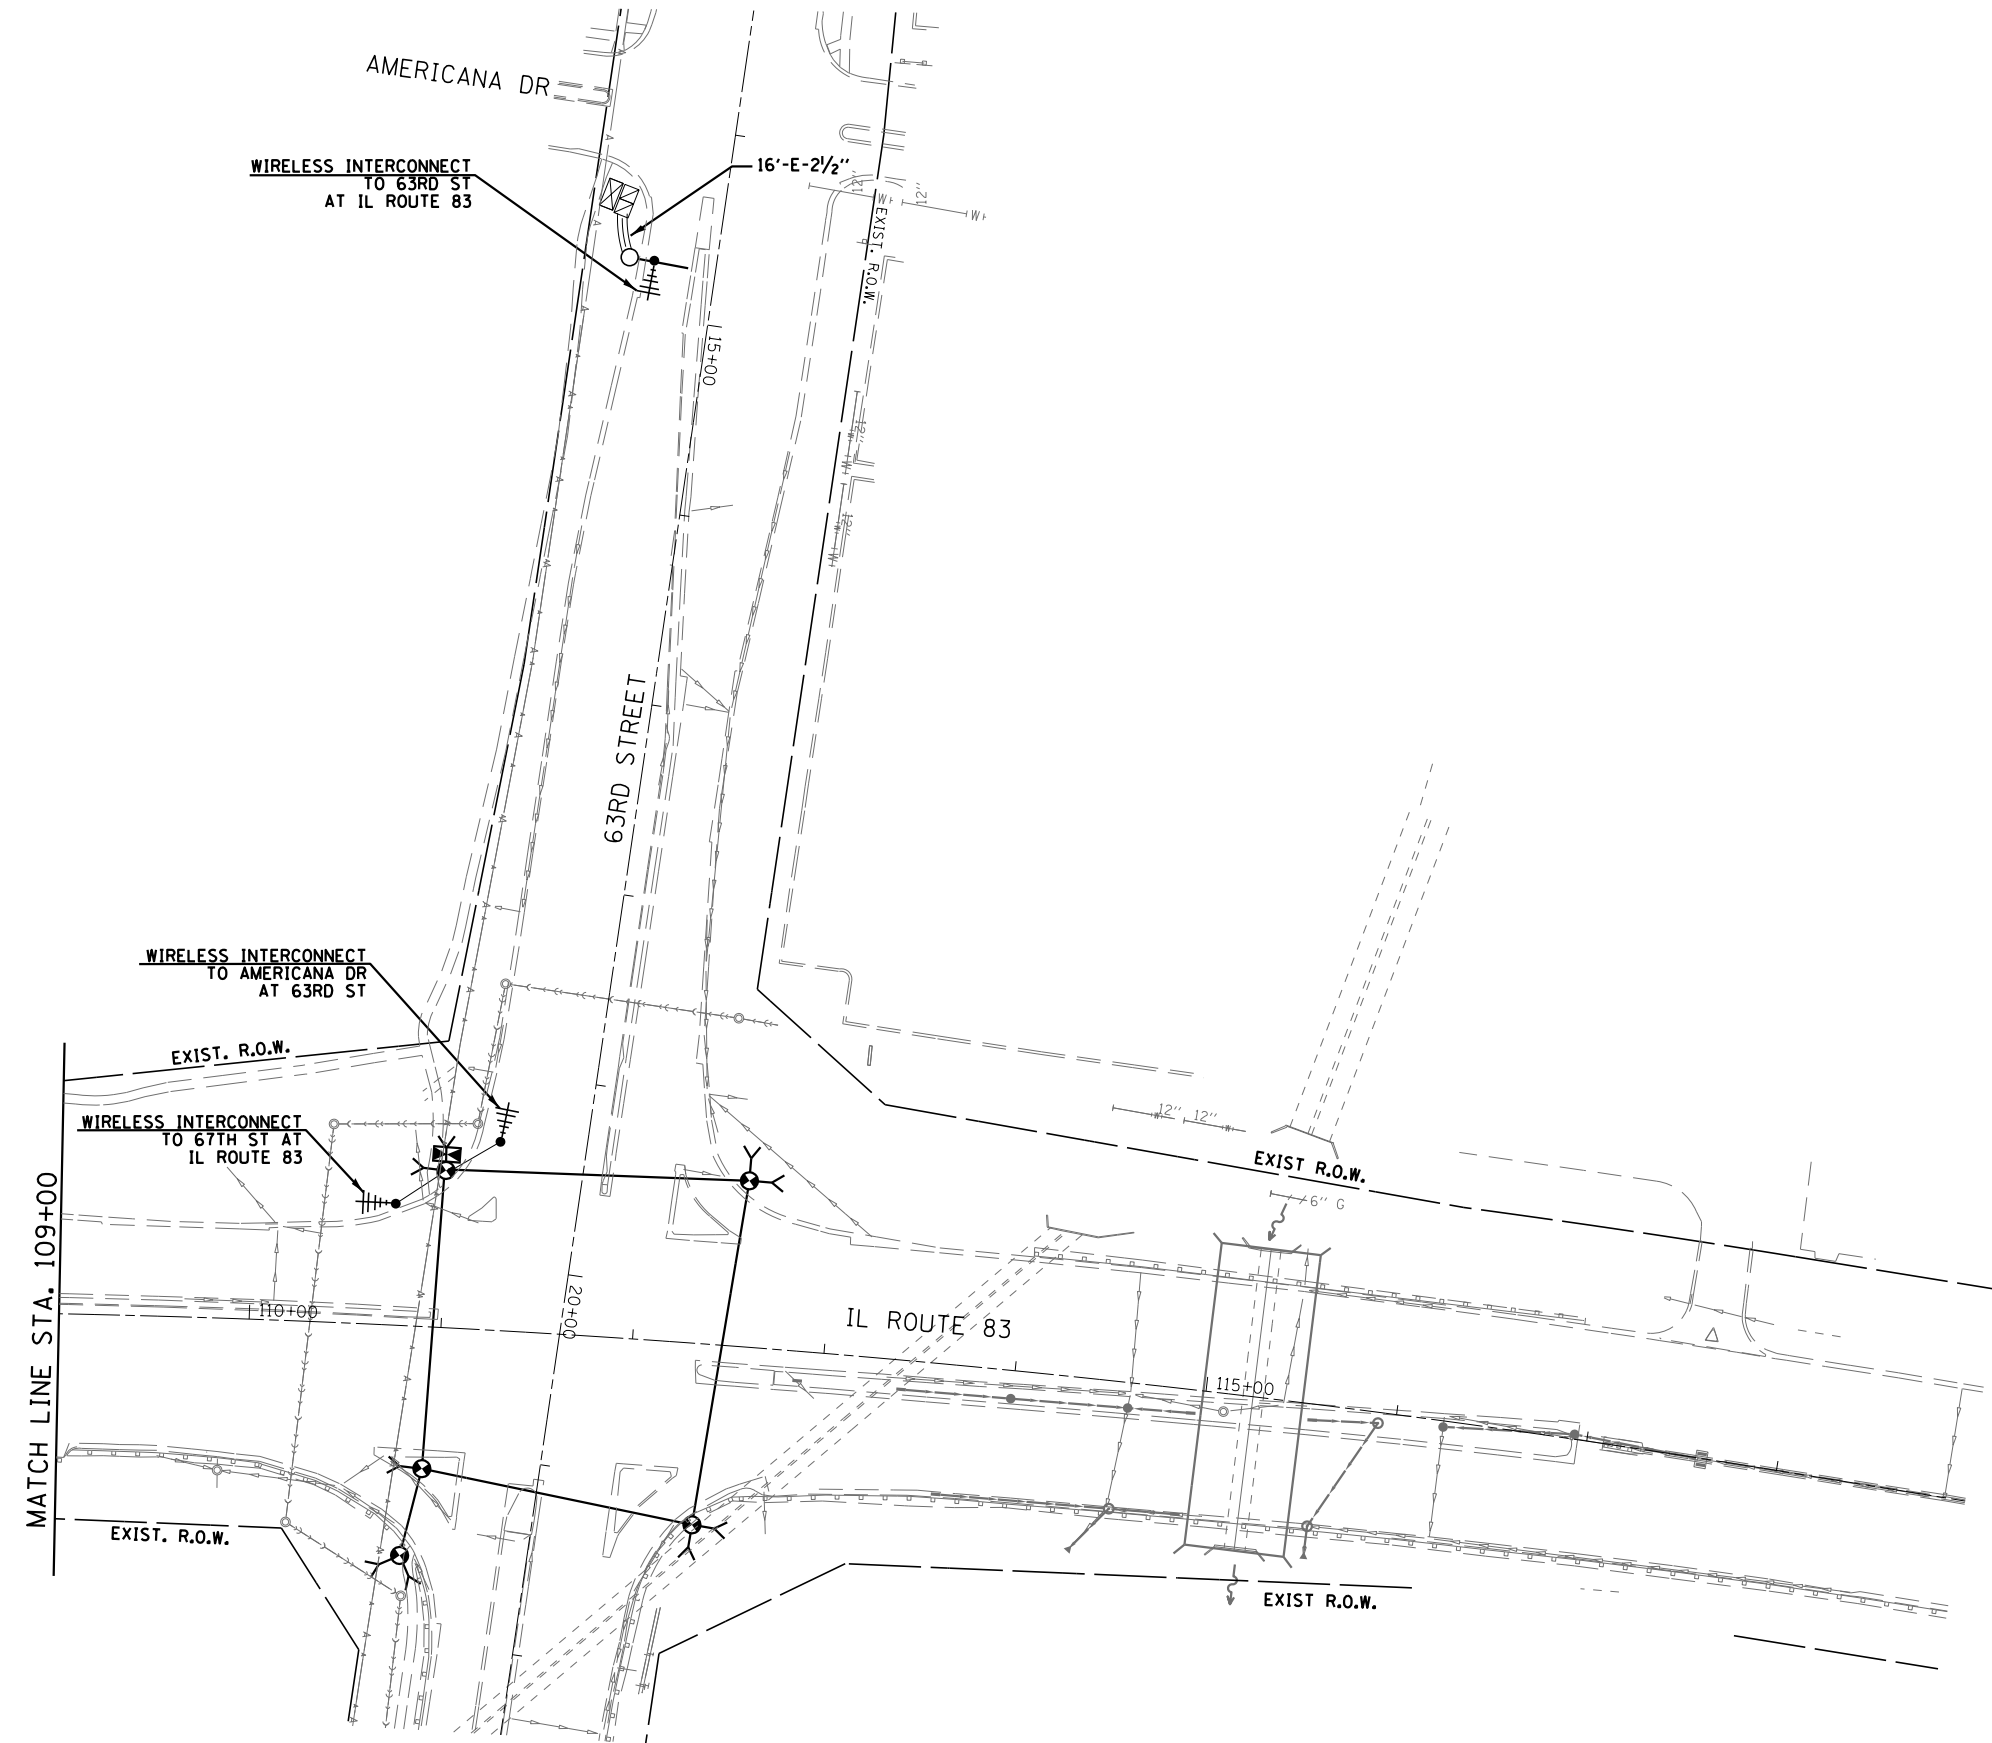 AMERICANA DR
WIRELESS INTERCONNECT
TO 63RD ST
AT IL ROUTE 83
16'-E-2½"
12"
12"
W
W
EXIST. R.O.W.
15+00
12"
W
W
12"
W
W
63RD STREET
WIRELESS INTERCONNECT
TO AMERICANA DR
AT 63RD ST
EXIST. R.O.W.
WIRELESS INTERCONNECT
TO 67TH ST AT
IL ROUTE 83
12"
12"
EXIST R.O.W.
6" G
MATCH LINE STA. 109+00
110+00
20+00
IL ROUTE 83
115+00
EXIST. R.O.W.
EXIST R.O.W.